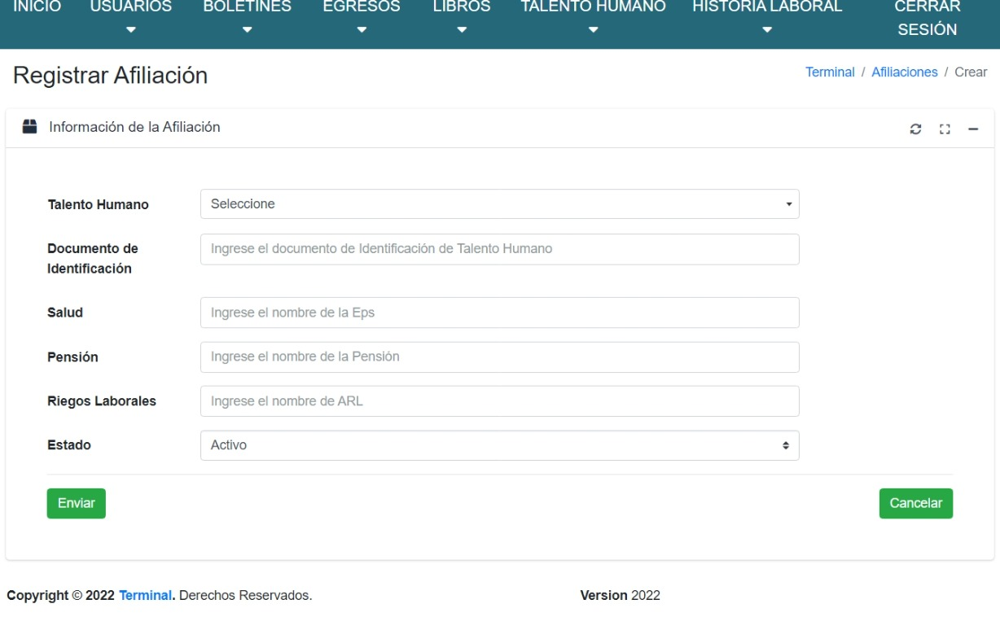 INICIO USUARIOS BOLETINES EGRESOS LIBROS TALENTO HUMANO HISTORIA LABORAL CERRAR SESIÓN
Registrar Afiliación
Terminal / Afiliaciones / Crear
Información de la Afiliación
Talento Humano
Seleccione
Documento de
Identificación
Ingrese el documento de Identificación de Talento Humano
Salud
Ingrese el nombre de la Eps
Pensión
Ingrese el nombre de la Pensión
Riegos Laborales
Ingrese el nombre de ARL
Estado
Activo
Enviar
Cancelar
Copyright © 2022 Terminal. Derechos Reservados.
Version 2022